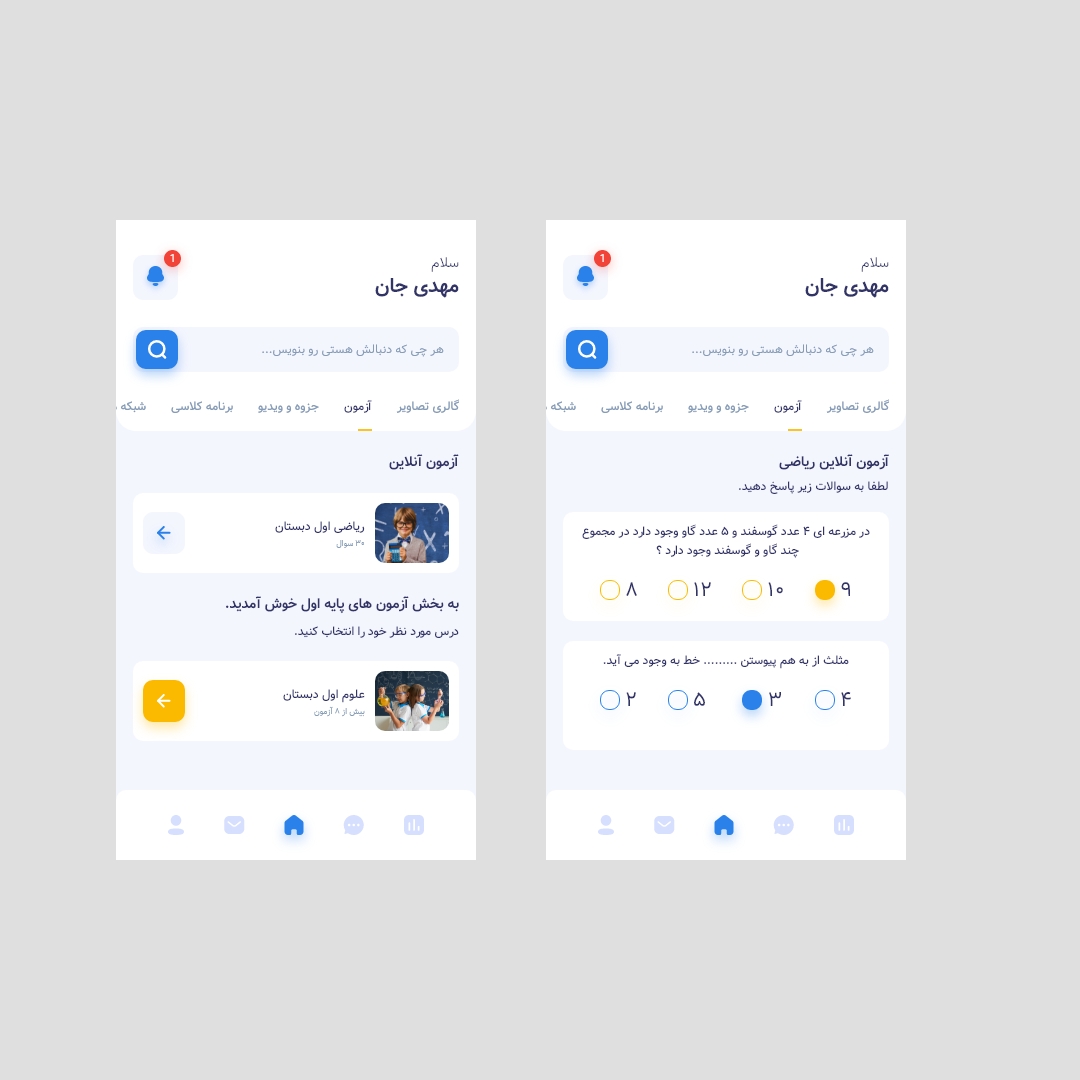 سلام
مهدی جان
1
هر چی که دنبالش هستی رو بنویس...
گالری تصاویر
آزمون
جزوه و ویدیو
برنامه کلاسی
شبکه
آزمون آنلاین
ریاضی اول دبستان
۳۰ سوال
به بخش آزمون های پایه اول خوش آمدید.
درس مورد نظر خود را انتخاب کنید.
علوم اول دبستان
بیش از ۸ آزمون
سلام
مهدی جان
1
هر چی که دنبالش هستی رو بنویس...
گالری تصاویر
آزمون
جزوه و ویدیو
برنامه کلاسی
شبکه
آزمون آنلاین ریاضی
لطفا به سوالات زیر پاسخ دهید.
در مزرعه ای ۴ عدد گوسفند و ۵ عدد گاو وجود دارد در مجموع
چند گاو و گوسفند وجود دارد ؟
۹
۱۰
۱۲
۸
مثلث از به هم پیوستن ......... خط به وجود می آید.
۴
۳
۵
۲